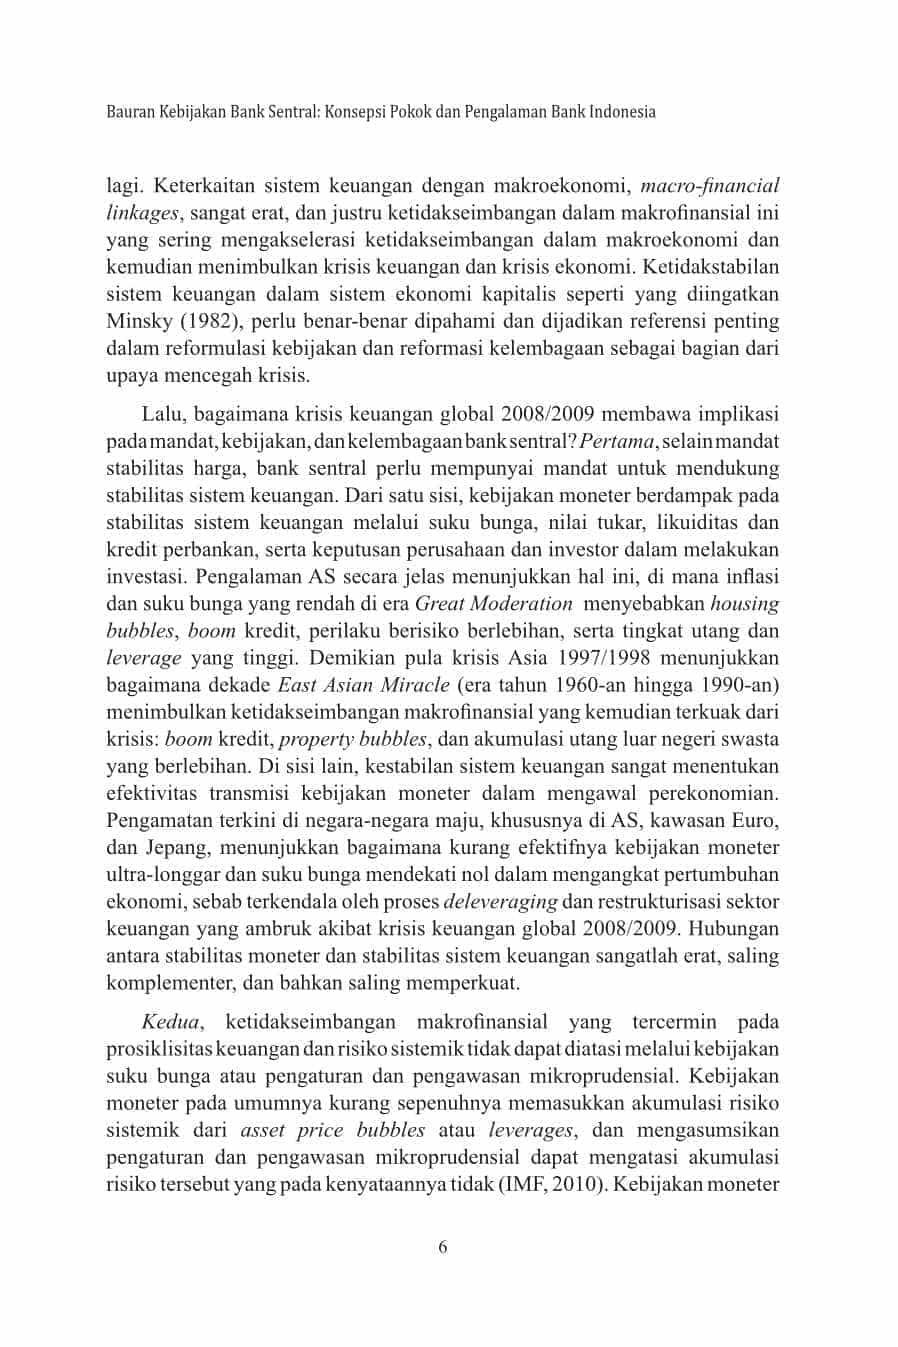 Bauran Kebijakan Bank Sentral: Konsepsi Pokok dan Pengalaman Bank Indonesia
lagi. Keterkaitan sistem keuangan dengan makroekonomi, macro-financial
linkages, sangat erat, dan justru ketidakseimbangan dalam makrofinansial ini
yang sering mengakselerasi ketidakseimbangan dalam makroekonomi dan
kemudian menimbulkan krisis keuangan dan krisis ekonomi. Ketidakstabilan
sistem keuangan dalam sistem ekonomi kapitalis seperti yang diingatkan
Minsky (1982), perlu benar-benar dipahami dan dijadikan referensi penting
dalam reformulasi kebijakan dan reformasi kelembagaan sebagai bagian dari
upaya mencegah krisis.
Lalu, bagaimana krisis keuangan global 2008/2009 membawa implikasi
pada mandat, kebijakan, dan kelembagaan bank sentral? Pertama, selain mandat
stabilitas harga, bank sentral perlu mempunyai mandat untuk mendukung
stabilitas sistem keuangan. Dari satu sisi, kebijakan moneter berdampak pada
stabilitas sistem keuangan melalui suku bunga, nilai tukar, likuiditas dan
kredit perbankan, serta keputusan perusahaan dan investor dalam melakukan
investasi. Pengalaman AS secara jelas menunjukkan hal ini, di mana inflasi
dan suku bunga yang rendah di era Great Moderation menyebabkan housing
bubbles, boom kredit, perilaku berisiko berlebihan, serta tingkat utang dan
leverage yang tinggi. Demikian pula krisis Asia 1997/1998 menunjukkan
bagaimana dekade East Asian Miracle (era tahun 1960-an hingga 1990-an)
menimbulkan ketidakseimbangan makrofinansial yang kemudian terkuak dari
krisis: boom kredit, property bubbles, dan akumulasi utang luar negeri swasta
yang berlebihan. Di sisi lain, kestabilan sistem keuangan sangat menentukan
efektivitas transmisi kebijakan moneter dalam mengawal perekonomian.
Pengamatan terkini di negara-negara maju, khususnya di AS, kawasan Euro,
dan Jepang, menunjukkan bagaimana kurang efektifnya kebijakan moneter
ultra-longgar dan suku bunga mendekati nol dalam mengangkat pertumbuhan
ekonomi, sebab terkendala oleh proses deleveraging dan restrukturisasi sektor
keuangan yang ambruk akibat krisis keuangan global 2008/2009. Hubungan
antara stabilitas moneter dan stabilitas sistem keuangan sangatlah erat, saling
komplementer, dan bahkan saling memperkuat.
Kedua, ketidakseimbangan makrofinansial yang tercermin pada
prosiklisitas keuangan dan risiko sistemik tidak dapat diatasi melalui kebijakan
suku bunga atau pengaturan dan pengawasan mikroprudensial. Kebijakan
moneter pada umumnya kurang sepenuhnya memasukkan akumulasi risiko
sistemik dari asset price bubbles atau leverages, dan mengasumsikan
pengaturan dan pengawasan mikroprudensial dapat mengatasi akumulasi
risiko tersebut yang pada kenyataannya tidak (IMF, 2010). Kebijakan moneter
6